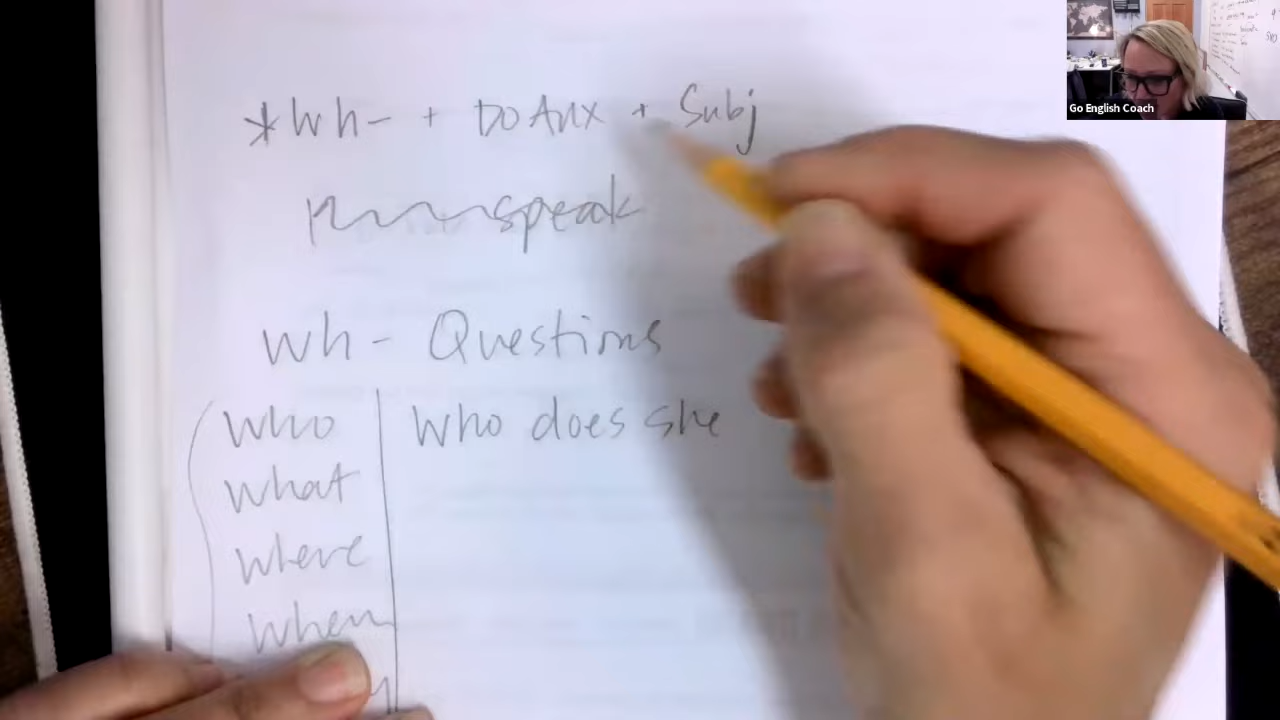 Go English Coach
*Wh- + DO AUX + Subj
speak
Wh- Questions
who
Who does she
what
where
when
y